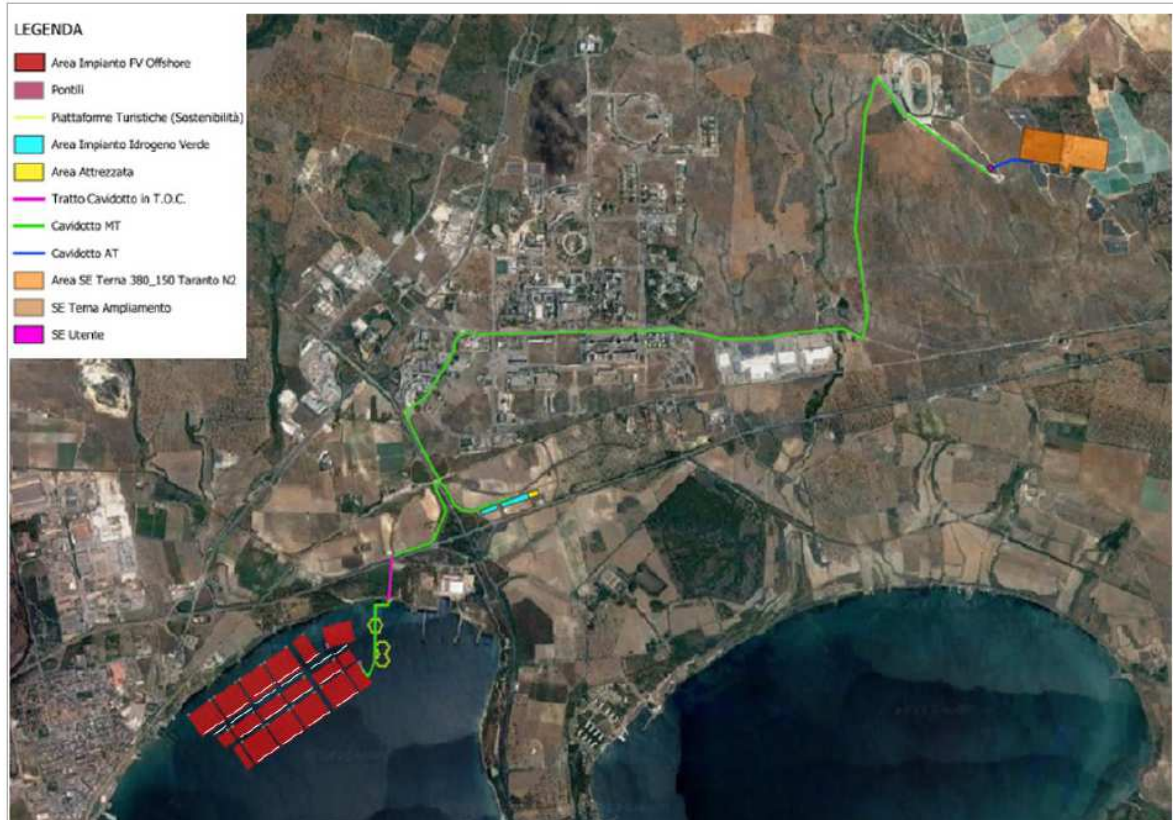 LEGENDA
Area Impianto FV Offshore
Pontili
Piattaforme Turistiche (Sostenibilità)
Area Impianto Idrogeno Verde
Area Attrezzata
Tratto Cavidotto in T.O.C.
Cavidotto MT
Cavidotto AT
Area SE Terna 380_150 Taranto N2
SE Terna Ampliamento
SE Utente